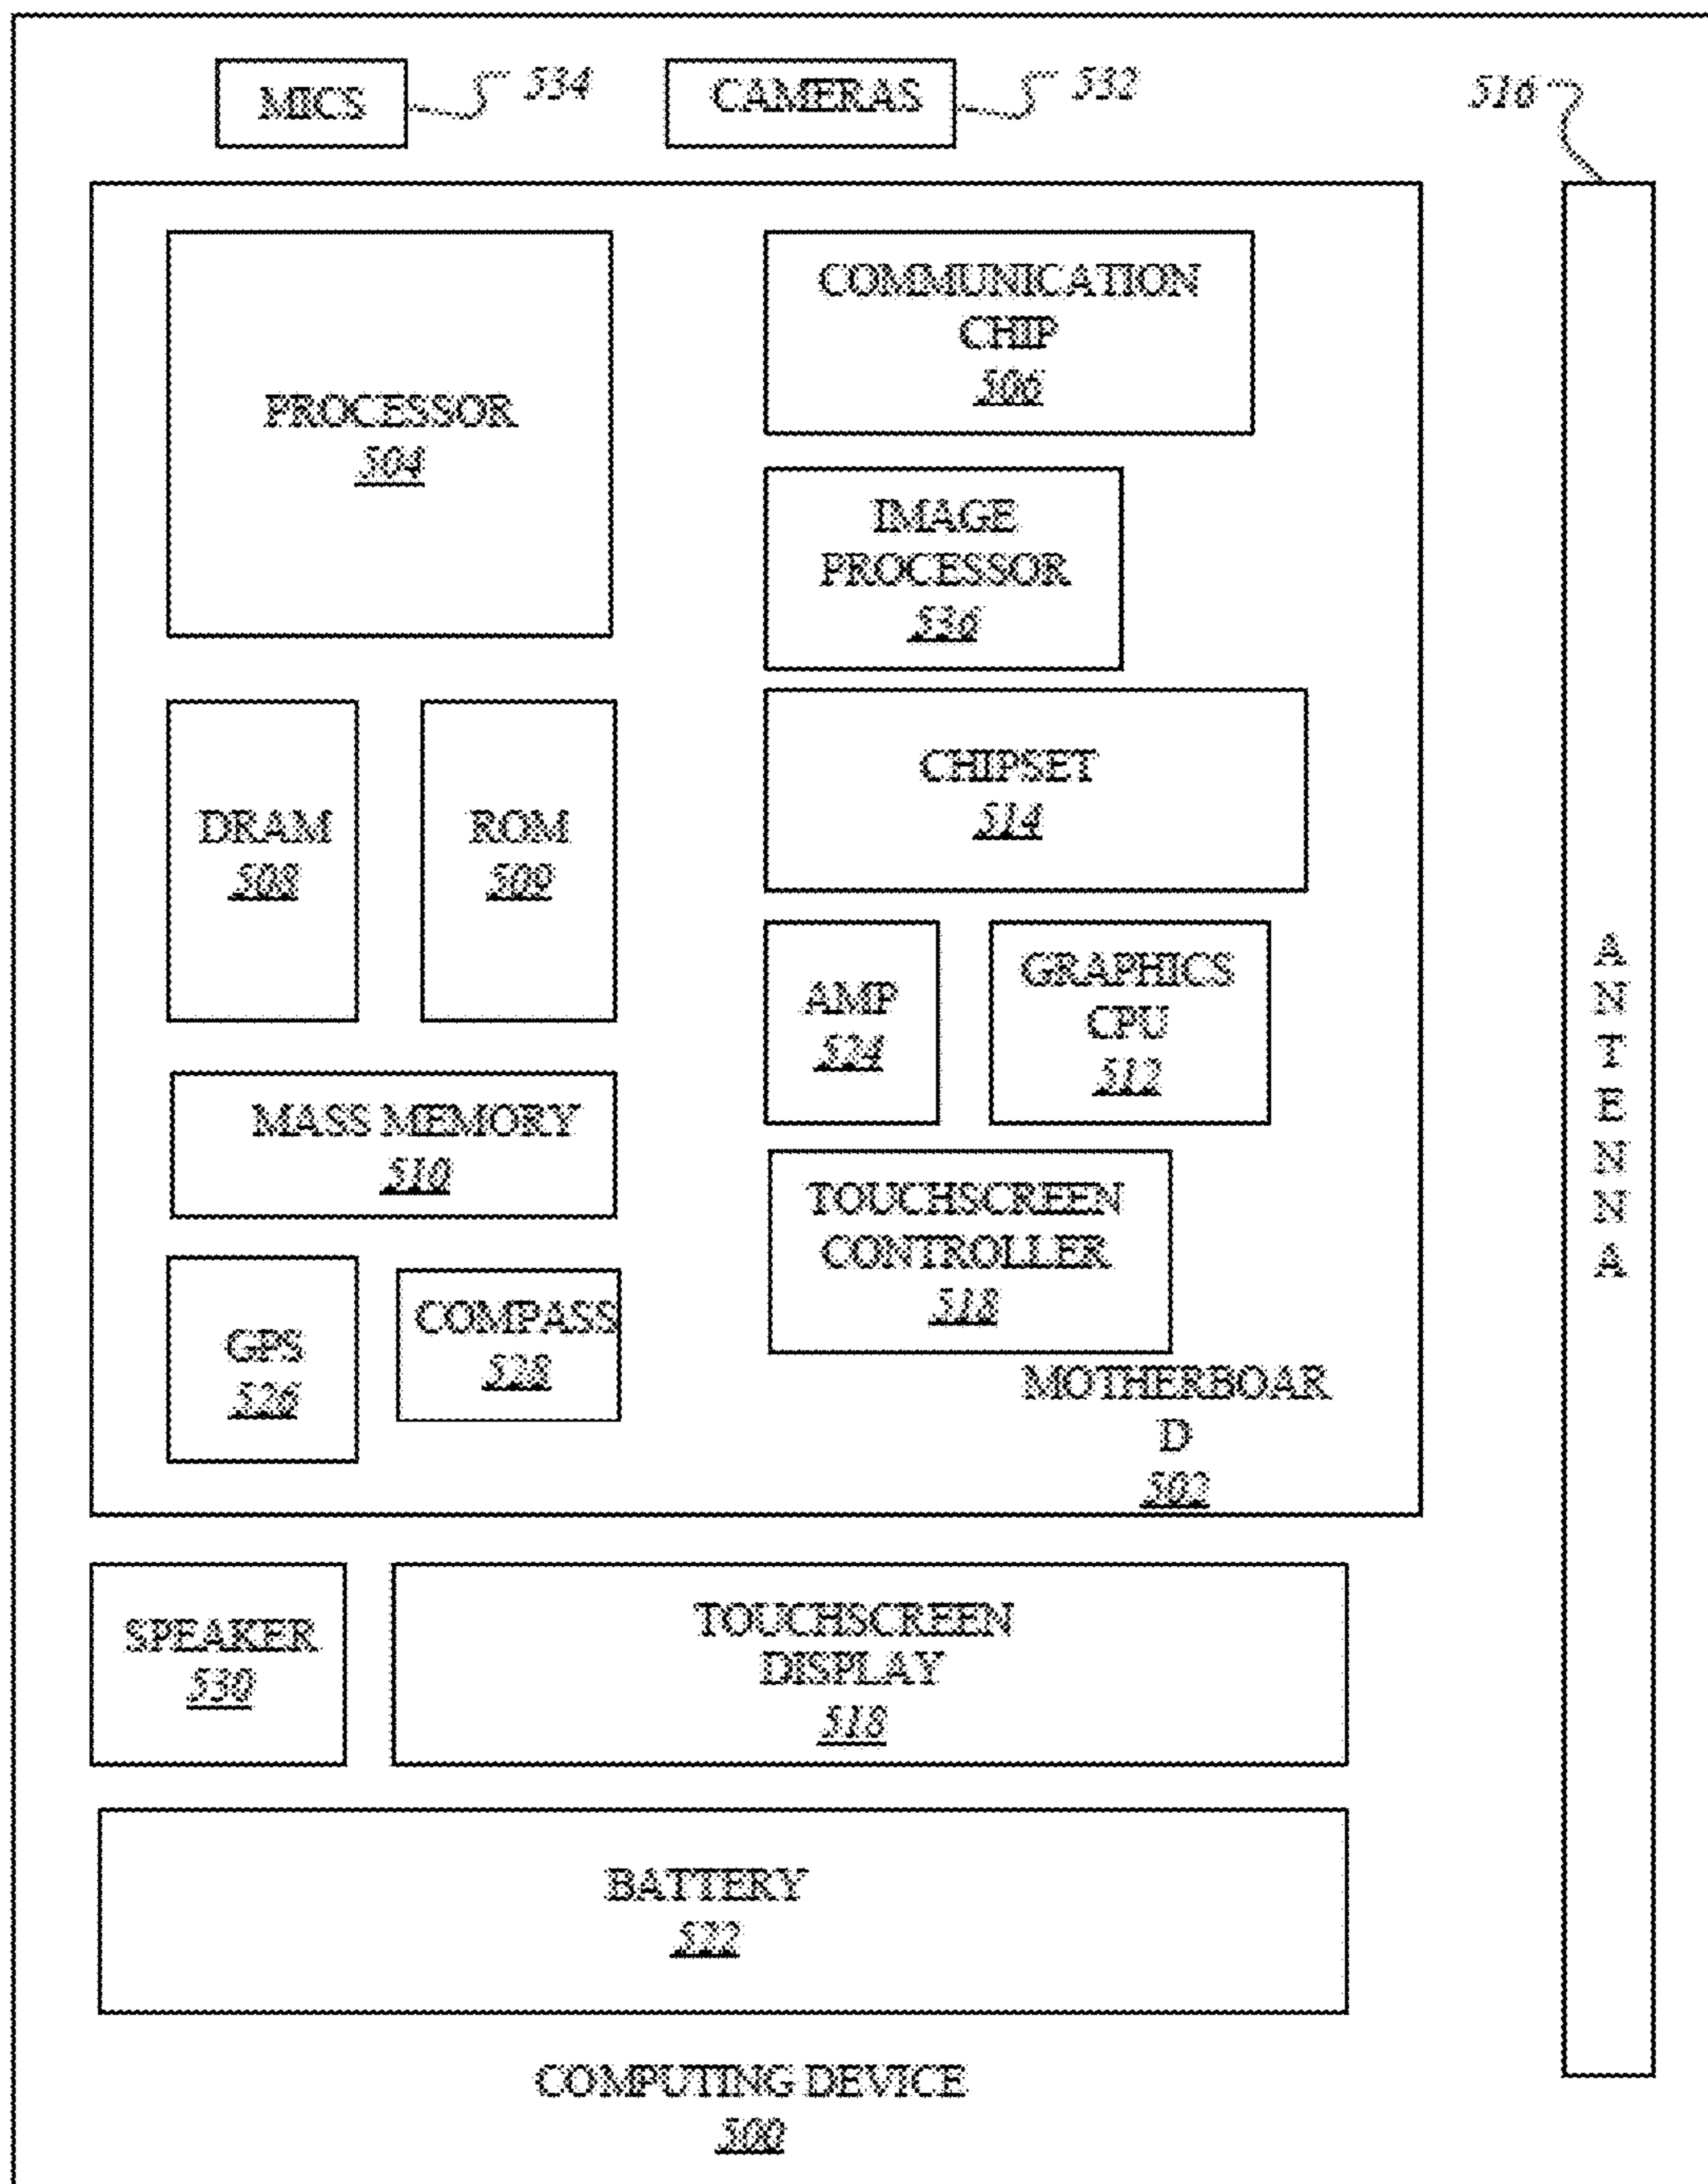 MICS
534
CAMERAS
532
516
PROCESSOR
504
COMMUNICATION
CHIP
506
IMAGE
PROCESSOR
536
DRAM
508
ROM
509
CHIPSET
514
AMP
524
GRAPHICS
CPU
512
MASS MEMORY
510
TOUCHSCREEN
CONTROLLER
518
GPS
526
COMPASS
528
MOTHERBOAR
D
502
A
N
T
E
N
N
A
SPEAKER
530
TOUCHSCREEN
DISPLAY
518
BATTERY
522
COMPUTING DEVICE
500